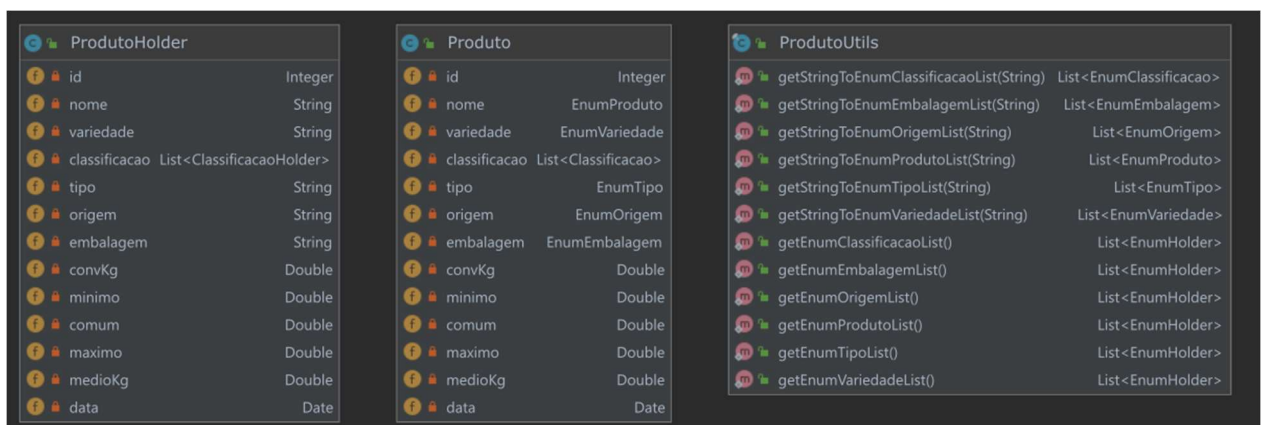 ProdutoHolder
id Integer
nome String
variedade String
classificacao List<ClassificacaoHolder>
tipo String
origem String
embalagem String
convKg Double
minimo Double
comum Double
maximo Double
medioKg Double
data Date
Produto
id Integer
nome EnumProduto
variedade EnumVariedade
classificacao List<Classificacao>
tipo EnumTipo
origem EnumOrigem
embalagem EnumEmbalagem
convKg Double
minimo Double
comum Double
maximo Double
medioKg Double
data Date
ProdutoUtils
getStringToEnumClassificacaoList(String) List<EnumClassificacao>
getStringToEnumEmbalagemList(String) List<EnumEmbalagem>
getStringToEnumOrigemList(String) List<EnumOrigem>
getStringToEnumProdutoList(String) List<EnumProduto>
getStringToEnumTipoList(String) List<EnumTipo>
getStringToEnumVariedadeList(String) List<EnumVariedade>
getEnumClassificacaoList() List<EnumHolder>
getEnumEmbalagemList() List<EnumHolder>
getEnumOrigemList() List<EnumHolder>
getEnumProdutoList() List<EnumHolder>
getEnumTipoList() List<EnumHolder>
getEnumVariedadeList() List<EnumHolder>